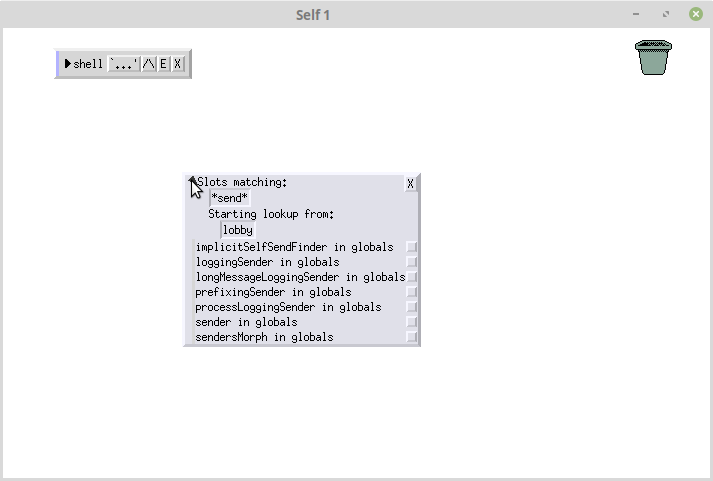 Self 1
shell `...' /\ E X
Slots matching: X
*send*
Starting lookup from:
lobby
implicitSelfSendFinder in globals
loggingSender in globals
longMessageLoggingSender in globals
prefixingSender in globals
processLoggingSender in globals
sender in globals
sendersMorph in globals